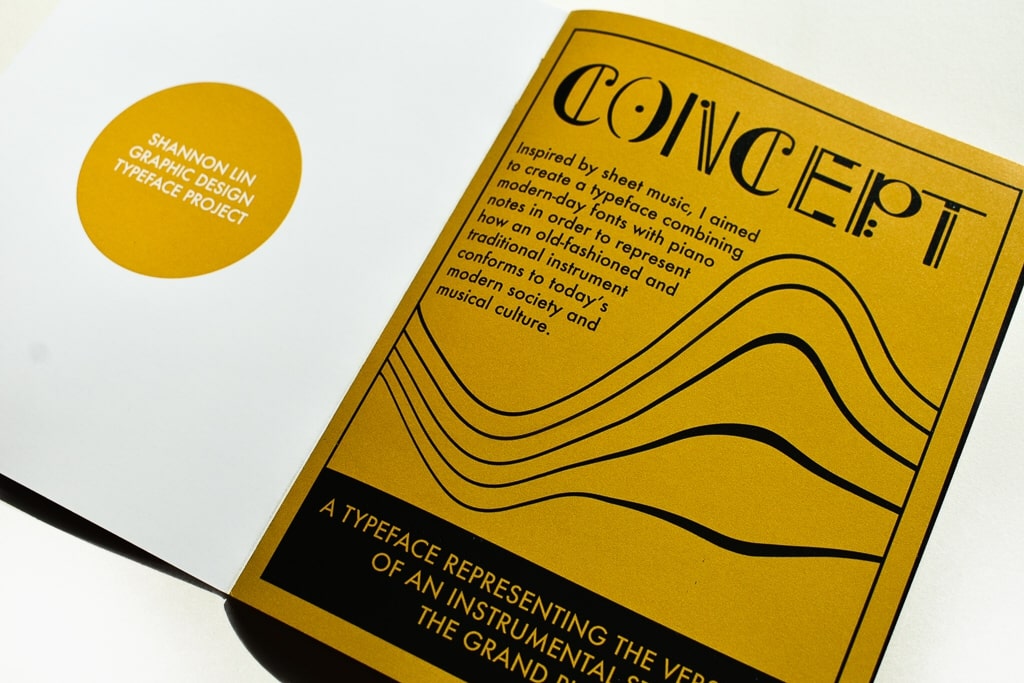 SHANNON LIN
GRAPHIC DESIGN
TYPEFACE PROJECT
CONCEPT
Inspired by sheet music, I aimed
to create a typeface combining
modern-day fonts with piano
notes in order to represent
how an old-fashioned and
traditional instrument
conforms to today's
modern society and
musical culture.
A TYPEFACE REPRESENTING THE
OF AN INSTRUMENTAL
THE GRAND